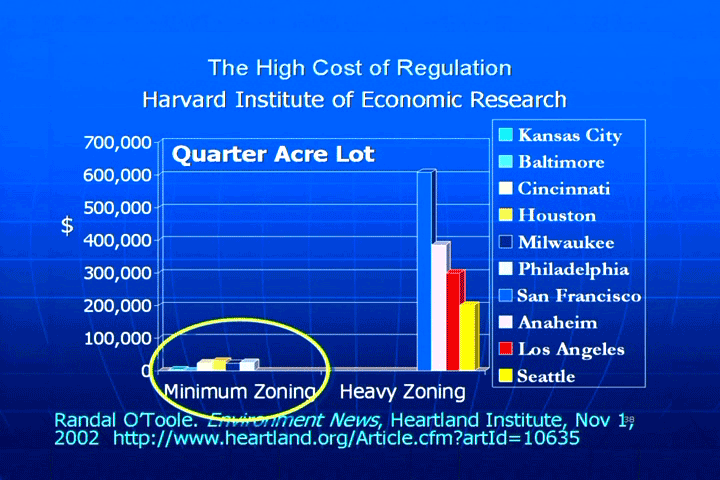 The High Cost of Regulation
Harvard Institute of Economic Research
Quarter Acre Lot
$
700,000
600,000
500,000
400,000
300,000
200,000
100,000
0
Minimum Zoning
Heavy Zoning
Kansas City
Baltimore
Cincinnati
Houston
Milwaukee
Philadelphia
San Francisco
Anaheim
Los Angeles
Seattle
Randal O'Toole. Environment News, Heartland Institute, Nov 1, 38
2002 http://www.heartland.org/Article.cfm?artId=10635